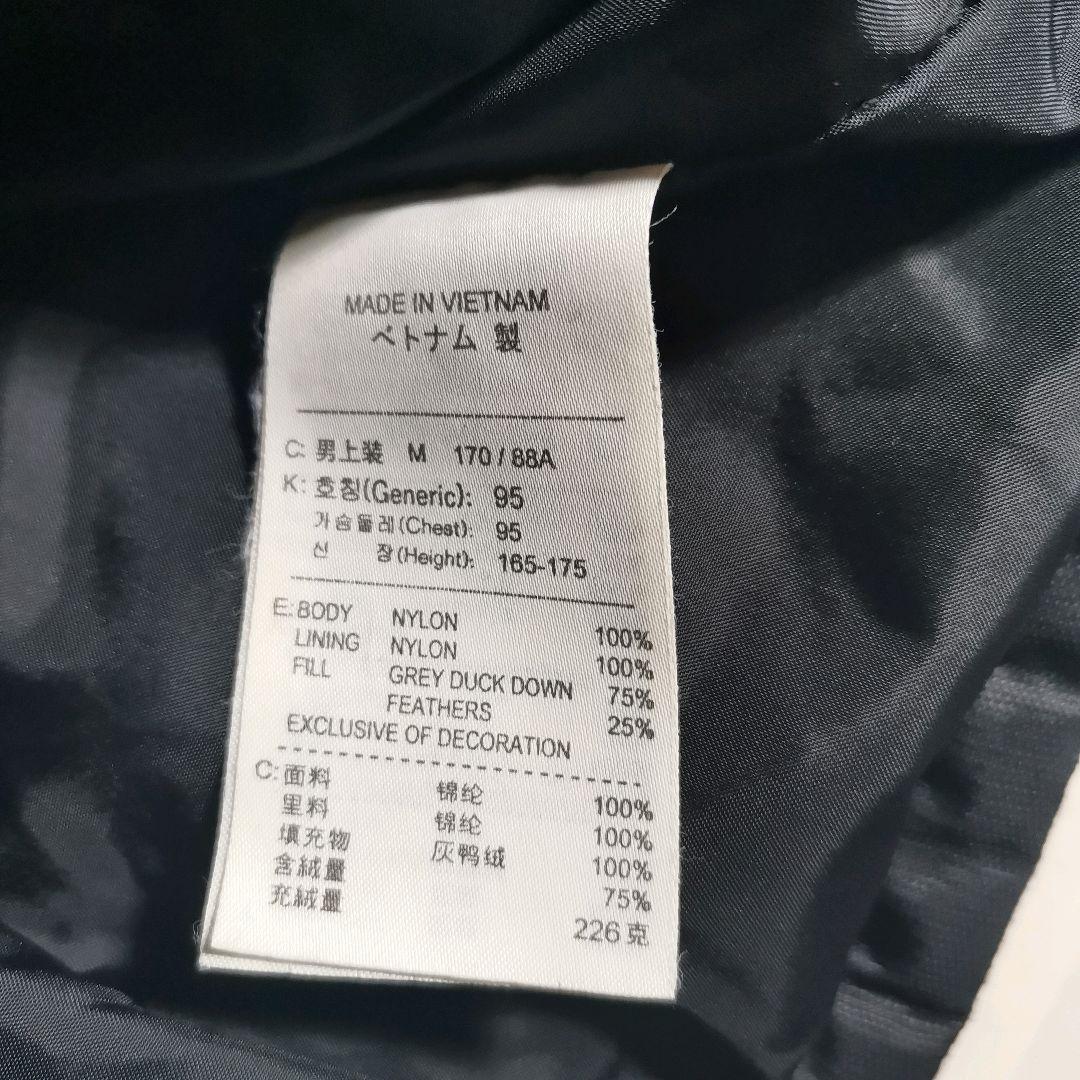 MADE IN VIETNAM
ベトナム 製
C: 男上装 M 170 / 88A
K: 호칭(Generic): 95
가슴둘레(Chest): 95
신 장(Height): 165-175
E: BODY NYLON 100%
LINING NYLON 100%
FILL GREY DUCK DOWN 75%
FEATHERS 25%
EXCLUSIVE OF DECORATION
C: 面料 锦纶 100%
里料 锦纶 100%
填充物 灰鸭绒 100%
含絨量 75%
充絨量 226克